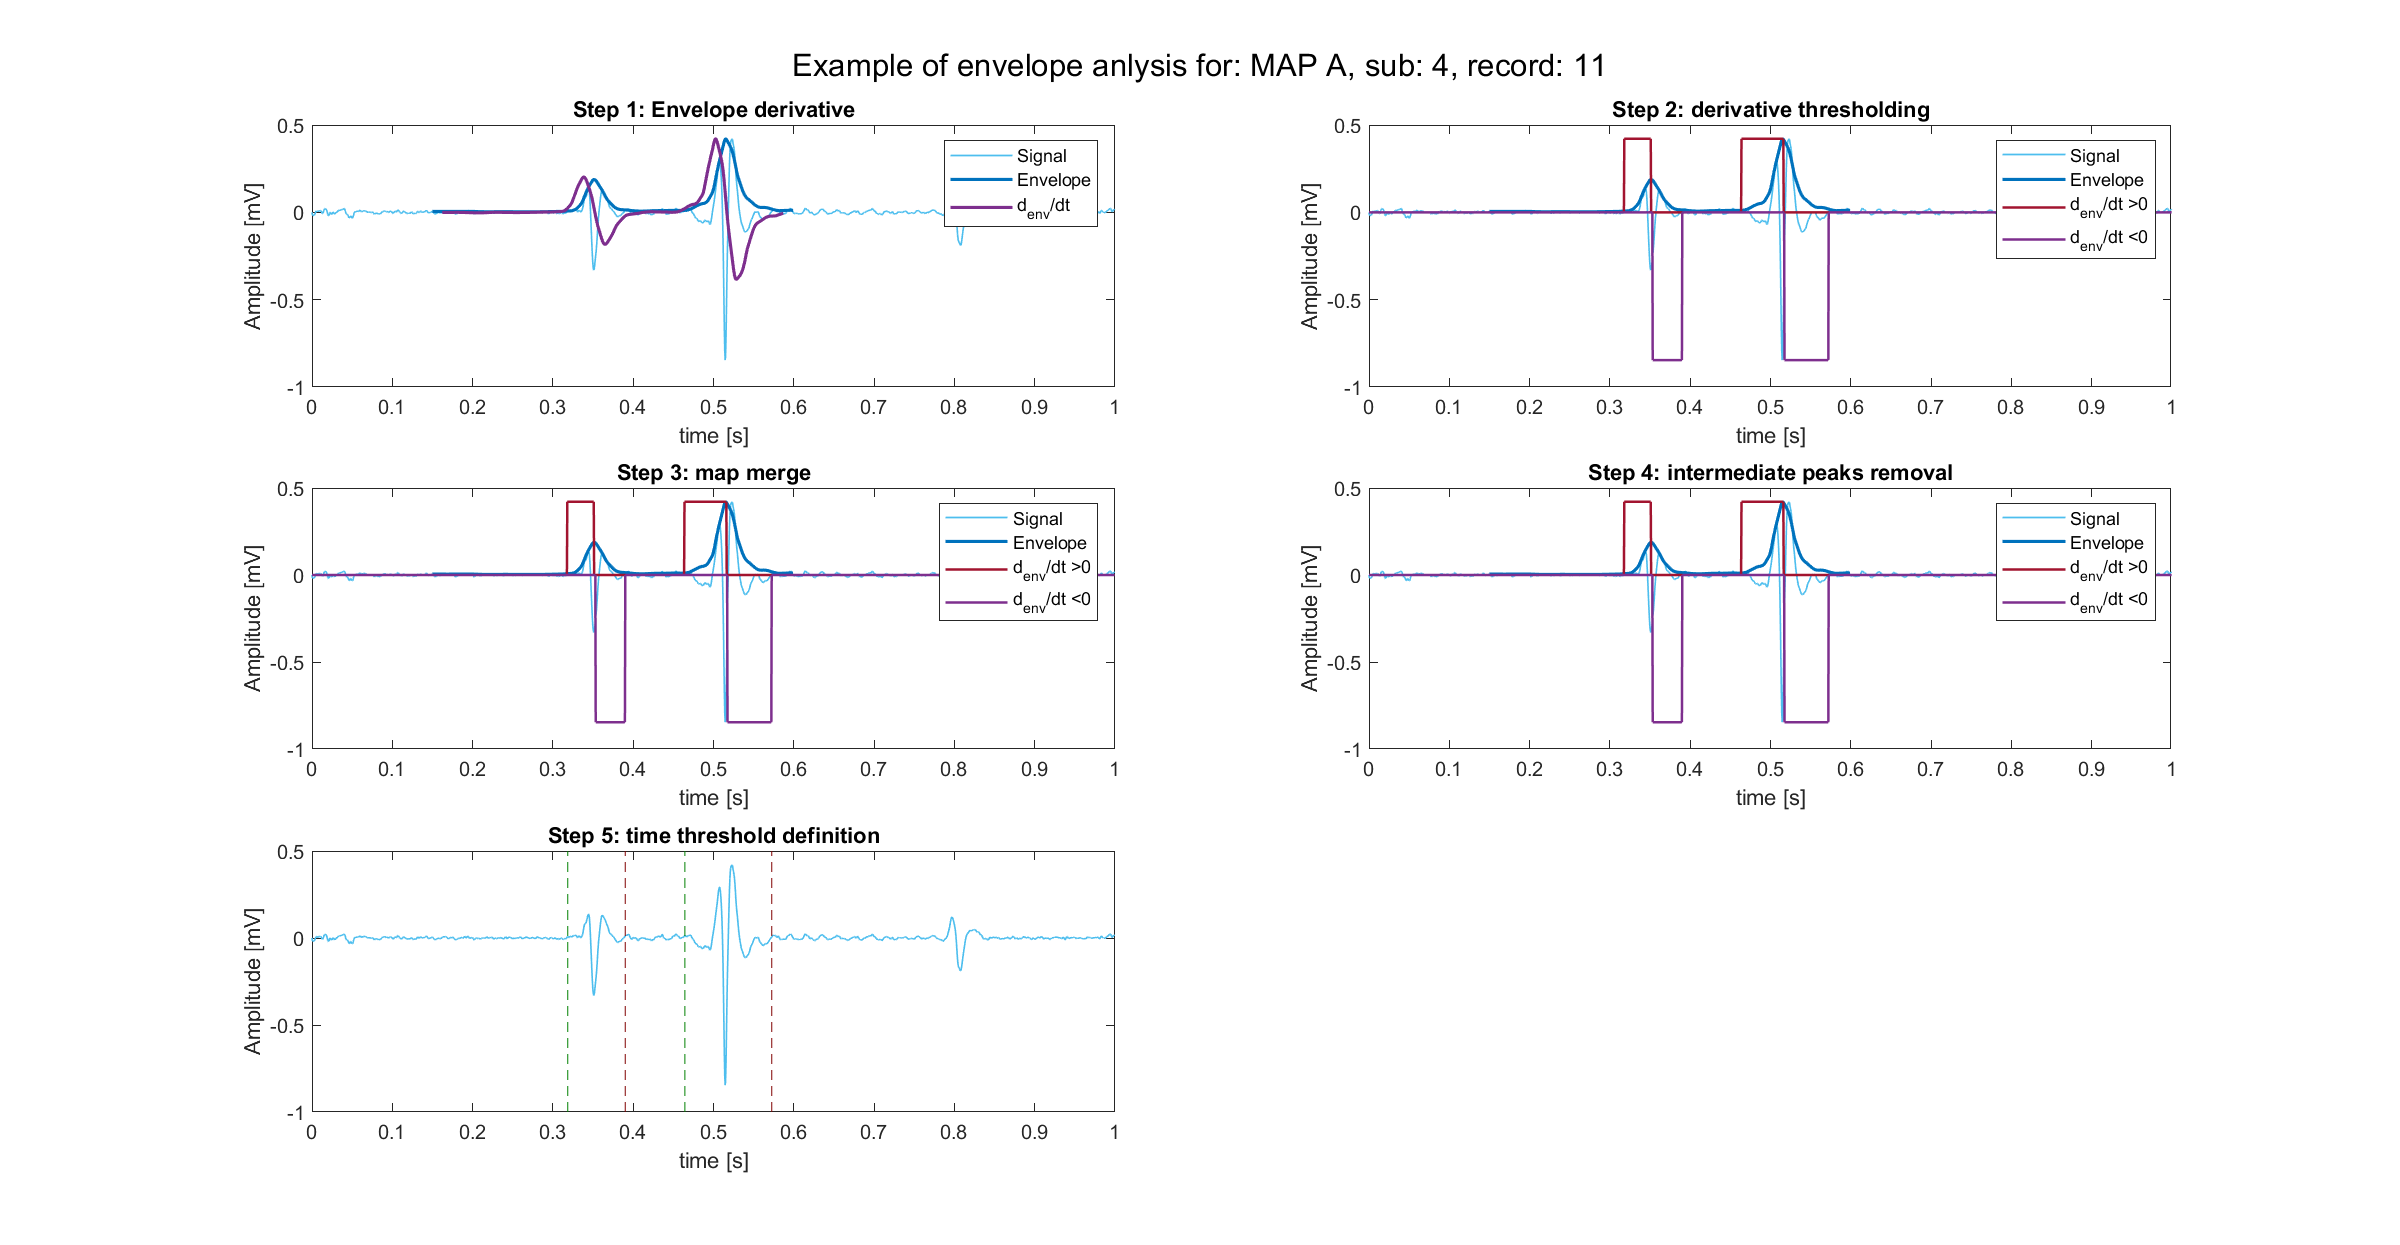 Example of envelope anlysis for: MAP A, sub: 4, record: 11
Step 1: Envelope derivative
0.5
0
-0.5
-1
Amplitude [mV]
Signal
Envelope
d_env/dt
0 0.1 0.2 0.3 0.4 0.5 0.6 0.7 0.8 0.9 1
time [s]
Step 2: derivative thresholding
0.5
0
-0.5
-1
Amplitude [mV]
Signal
Envelope
d_env/dt >0
d_env/dt <0
0 0.1 0.2 0.3 0.4 0.5 0.6 0.7 0.8 0.9 1
time [s]
Step 3: map merge
0.5
0
-0.5
-1
Amplitude [mV]
Signal
Envelope
d_env/dt >0
d_env/dt <0
0 0.1 0.2 0.3 0.4 0.5 0.6 0.7 0.8 0.9 1
time [s]
Step 4: intermediate peaks removal
0.5
0
-0.5
-1
Amplitude [mV]
Signal
Envelope
d_env/dt >0
d_env/dt <0
0 0.1 0.2 0.3 0.4 0.5 0.6 0.7 0.8 0.9 1
time [s]
Step 5: time threshold definition
0.5
0
-0.5
-1
Amplitude [mV]
0 0.1 0.2 0.3 0.4 0.5 0.6 0.7 0.8 0.9 1
time [s]